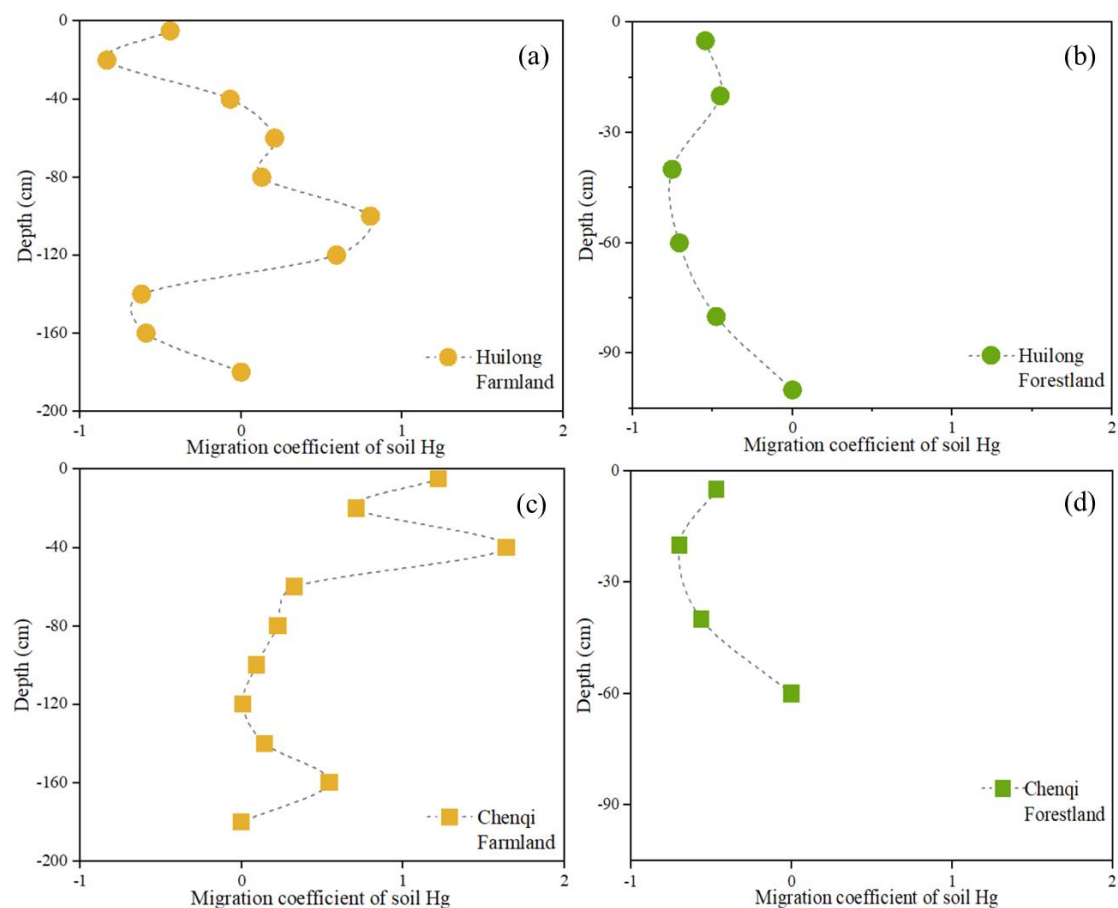 (a)
Depth (cm)
0
-40
-80
-120
-160
-200
-1
0
1
2
Migration coefficient of soil Hg
Huilong
Farmland
(b)
Depth (cm)
0
-30
-60
-90
-1
0
1
2
Migration coefficient of soil Hg
Huilong
Forestland
(c)
Depth (cm)
0
-40
-80
-120
-160
-200
-1
0
1
2
Migration coefficient of soil Hg
Chenqi
Farmland
(d)
Depth (cm)
0
-30
-60
-90
-1
0
1
2
Migration coefficient of soil Hg
Chenqi
Forestland